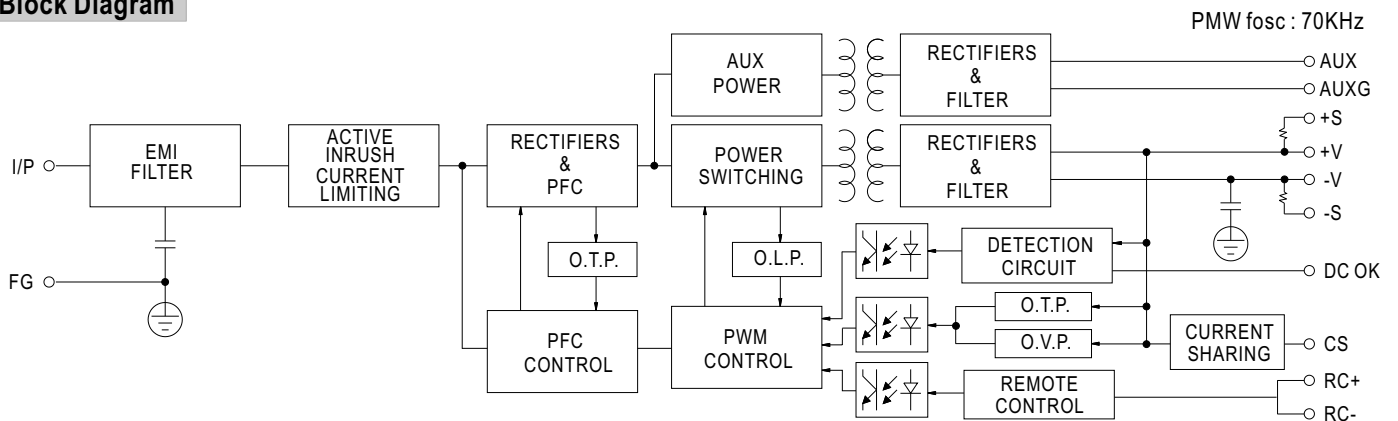 Block Diagram
PMW fosc : 70KHz
AUX
POWER
RECTIFIERS
&
FILTER
AUX
AUXG
+S
I/P
EMI
FILTER
ACTIVE
INRUSH
CURRENT
LIMITING
RECTIFIERS
&
PFC
POWER
SWITCHING
RECTIFIERS
&
FILTER
+V
-V
-S
O.T.P.
O.L.P.
DETECTION
CIRCUIT
DC OK
FG
PFC
CONTROL
PWM
CONTROL
O.T.P.
O.V.P.
CURRENT
SHARING
CS
REMOTE
CONTROL
RC+
RC-